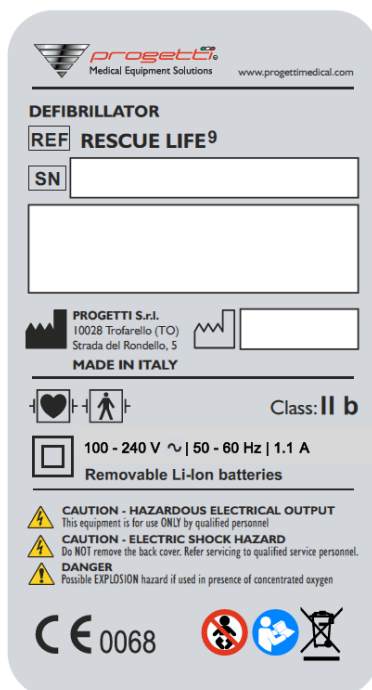 progetti®
Medical Equipment Solutions
www.progettimedical.com
DEFIBRILLATOR
REF RESCUE LIFE⁹
SN
PROGETTI S.r.l.
10028 Trofarello (TO)
Strada del Rondello, 5
MADE IN ITALY
Class: II b
100 - 240 V ~ | 50 - 60 Hz | 1.1 A
Removable Li-Ion batteries
CAUTION - HAZARDOUS ELECTRICAL OUTPUT
This equipment is for use ONLY by qualified personnel
CAUTION - ELECTRIC SHOCK HAZARD
Do NOT remove the back cover. Refer servicing to qualified service personnel.
DANGER
Possible EXPLOSION hazard if used in presence of concentrated oxygen
CE 0068